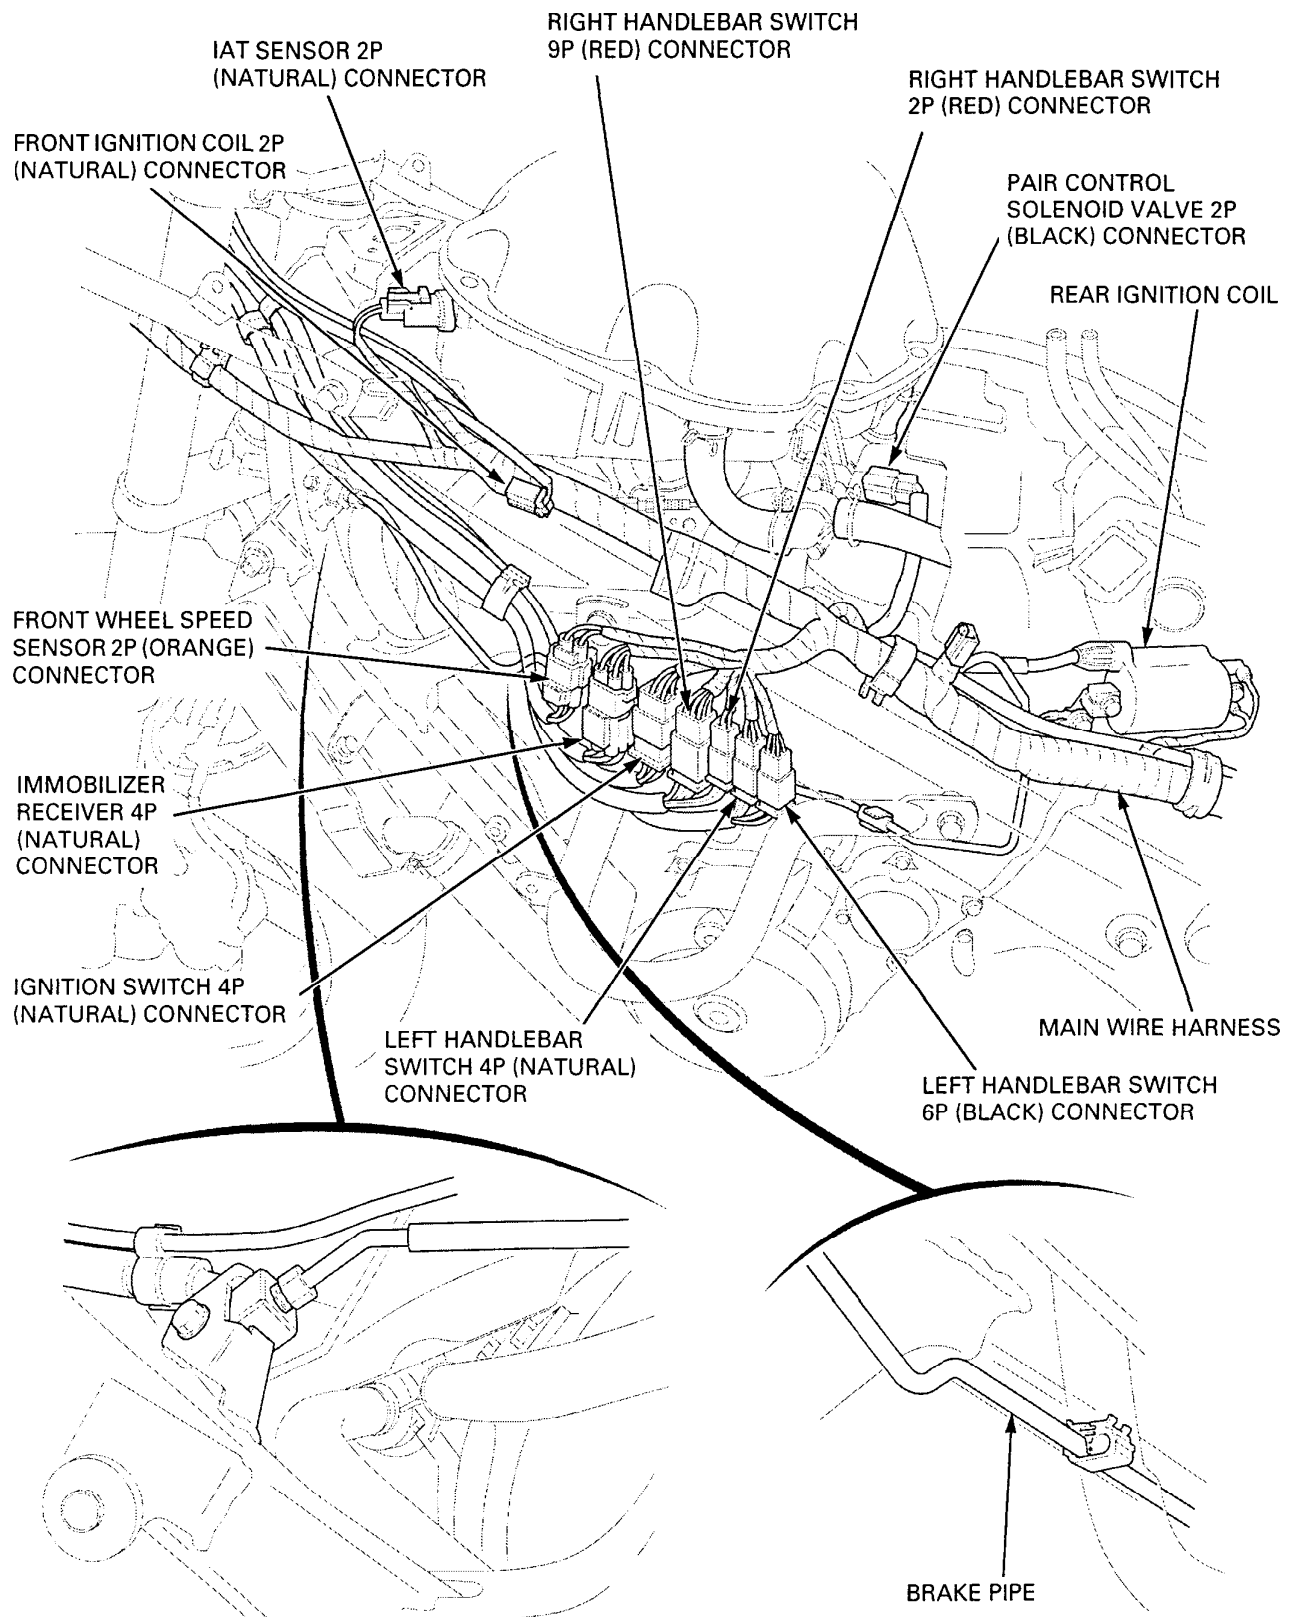 RIGHT HANDLEBAR SWITCH
9P (RED) CONNECTOR
IAT SENSOR 2P
(NATURAL) CONNECTOR
RIGHT HANDLEBAR SWITCH
2P (RED) CONNECTOR
FRONT IGNITION COIL 2P
(NATURAL) CONNECTOR
PAIR CONTROL
SOLENOID VALVE 2P
(BLACK) CONNECTOR
REAR IGNITION COIL
FRONT WHEEL SPEED
SENSOR 2P (ORANGE)
CONNECTOR
IMMOBILIZER
RECEIVER 4P
(NATURAL)
CONNECTOR
IGNITION SWITCH 4P
(NATURAL) CONNECTOR
LEFT HANDLEBAR
SWITCH 4P (NATURAL)
CONNECTOR
MAIN WIRE HARNESS
LEFT HANDLEBAR SWITCH
6P (BLACK) CONNECTOR
BRAKE PIPE